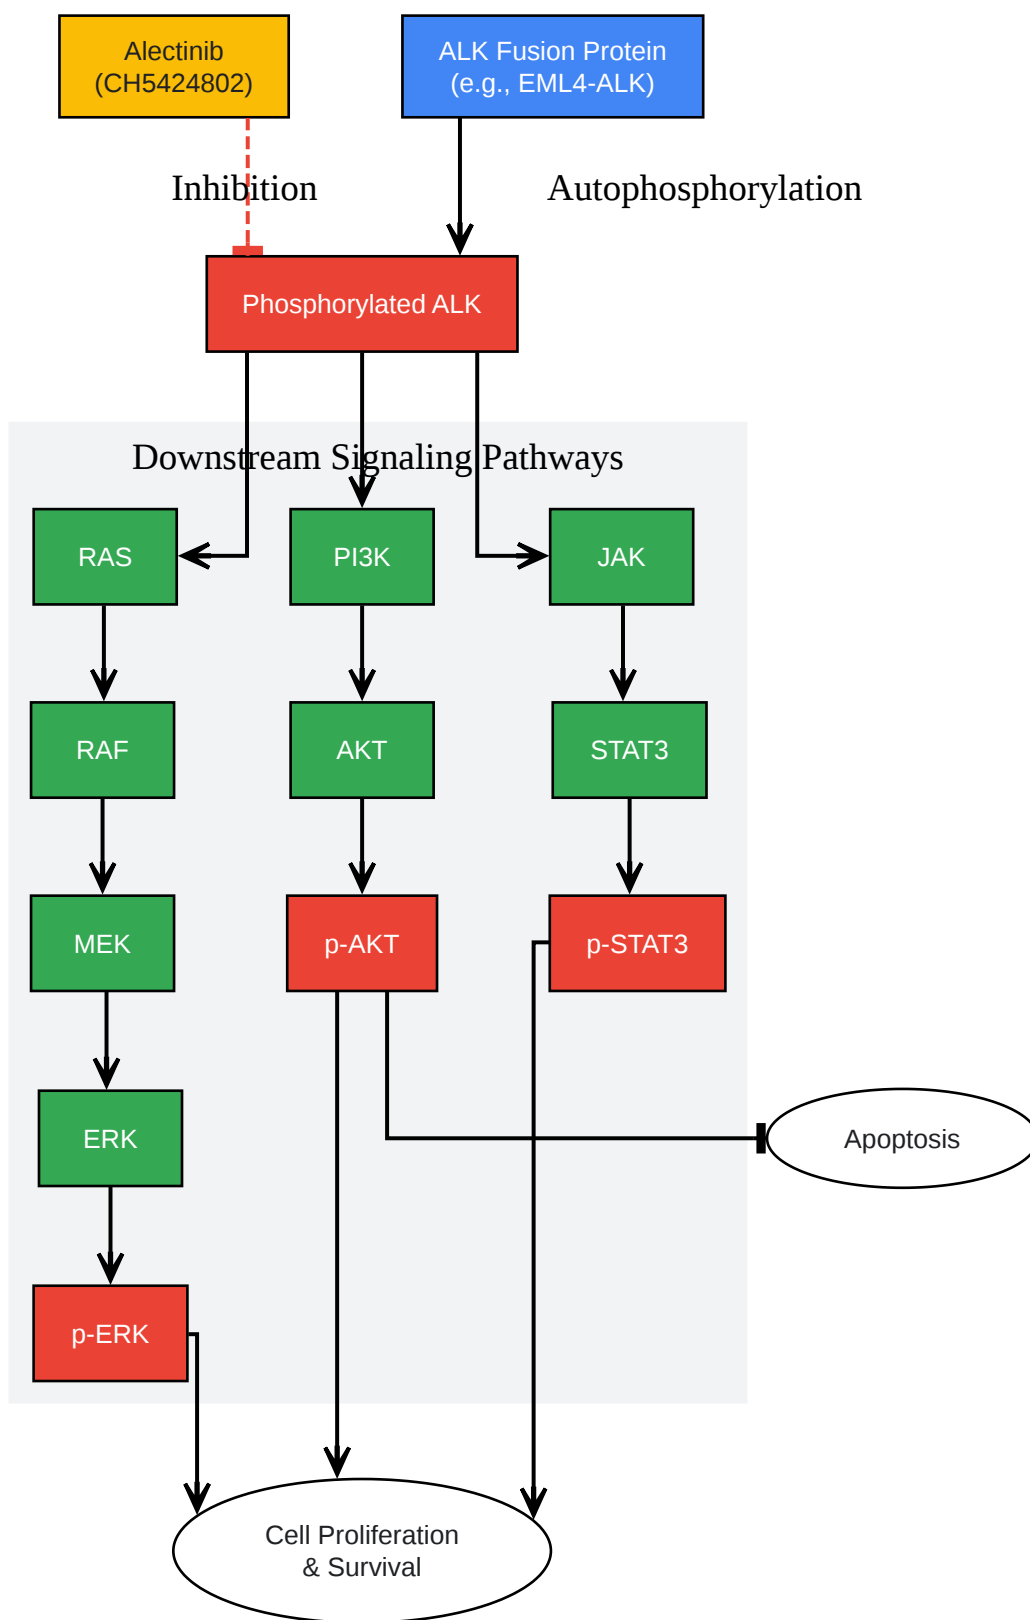 Alectinib
(CH5424802)
ALK Fusion Protein
(e.g., EML4-ALK)
Inhibition
Autophosphorylation
Phosphorylated ALK
Downstream Signaling Pathways
RAS
PI3K
JAK
RAF
AKT
STAT3
MEK
p-AKT
p-STAT3
ERK
Apoptosis
p-ERK
Cell Proliferation
& Survival